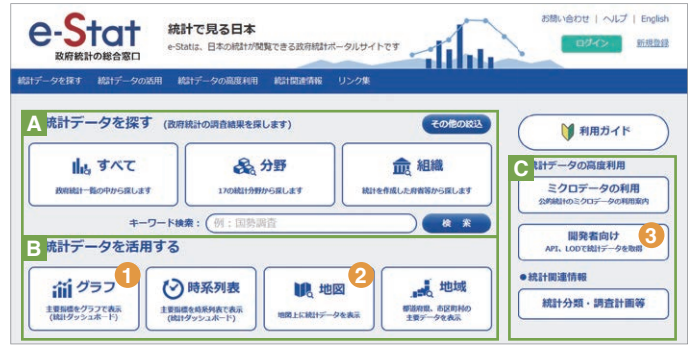 e-Stat
政府統計の総合窓口
統計で見る日本
e-Statは、日本の統計が閲覧できる政府統計ポータルサイトです
お問い合わせ | ヘルプ | English
ログイン 新規登録
統計データを探す 統計データの活用 統計データの高度利用 統計関連情報 リンク集
A 統計データを探す (政府統計の調査結果を探します) その他の絞込
すべて
政府統計一覧の中から探します
分野
17の統計分野から探します
組織
統計を作成した府省等から探します
キーワード検索: 例:国勢調査 検 索
B 統計データを活用する
1 グラフ
主要指標をグラフで表示
(統計ダッシュボード)
時系列表
主要指標を時系列表で表示
(統計ダッシュボード)
2 地図
地図上に統計データを表示
地域
都道府県、市区町村の
主要データを表示
利用ガイド
C 統計データの高度利用
ミクロデータの利用
公的統計のミクロデータの利用案内
開発者向け 3
API、LODで統計データを取得
●統計関連情報
統計分類・調査計画等